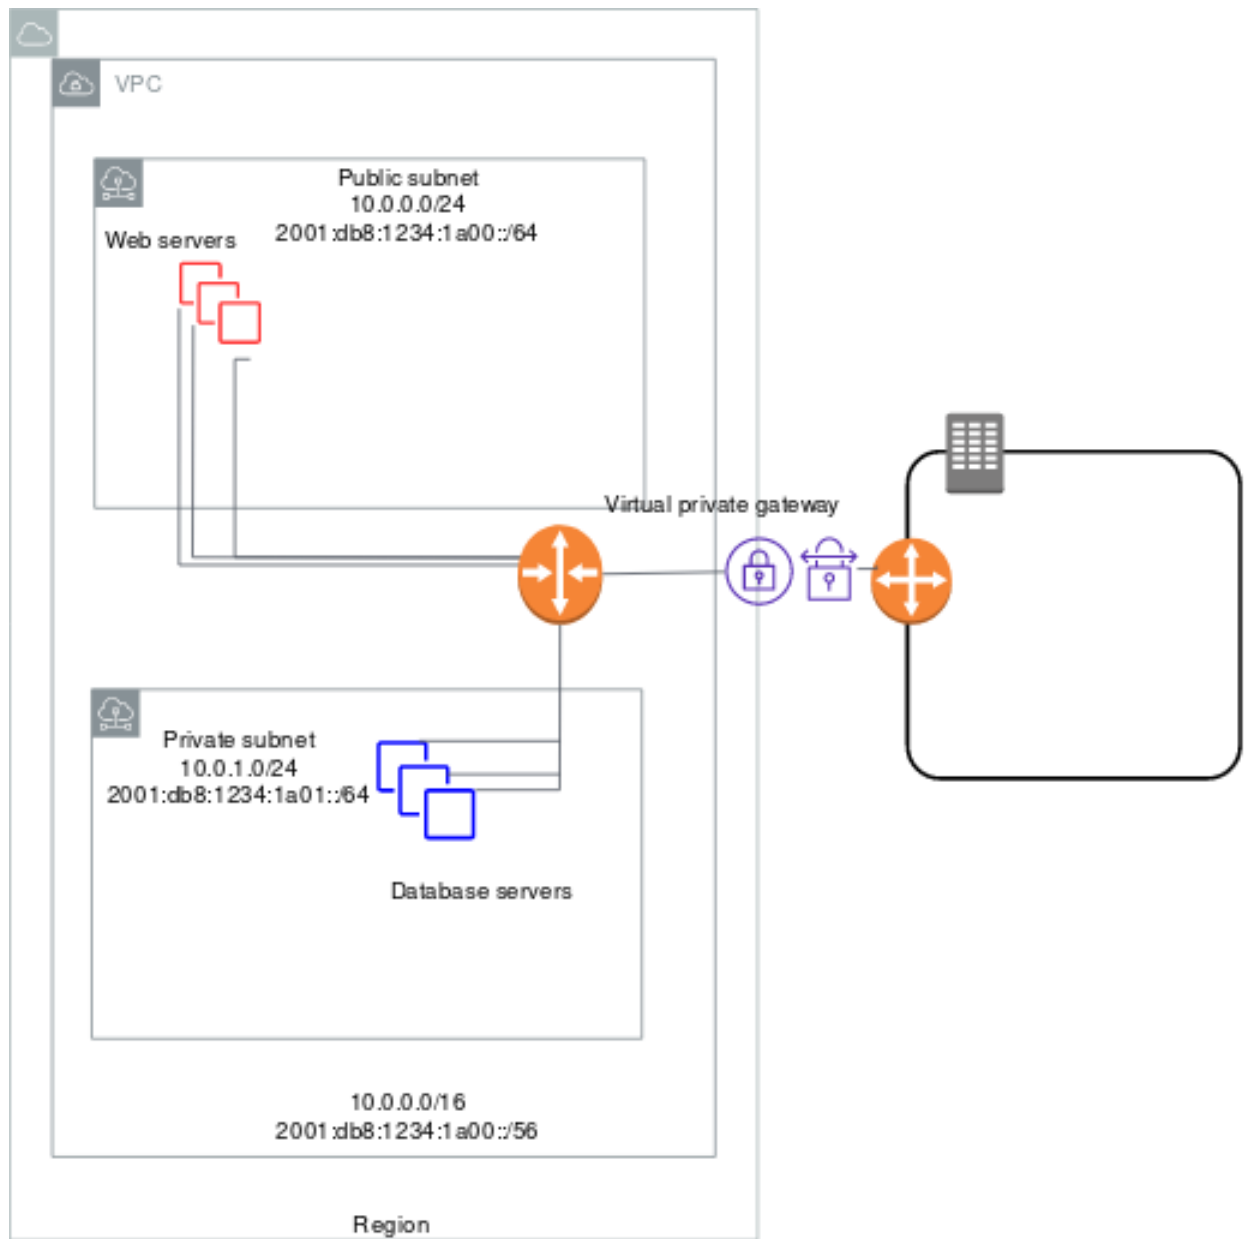 VPC
Public subnet
10.0.0.0/24
2001:db8:1234:1a00::/64
Web servers
Virtual private gateway
Private subnet
10.0.1.0/24
2001:db8:1234:1a01::/64
Database servers
10.0.0.0/16
2001:db8:1234:1a00::/56
Region